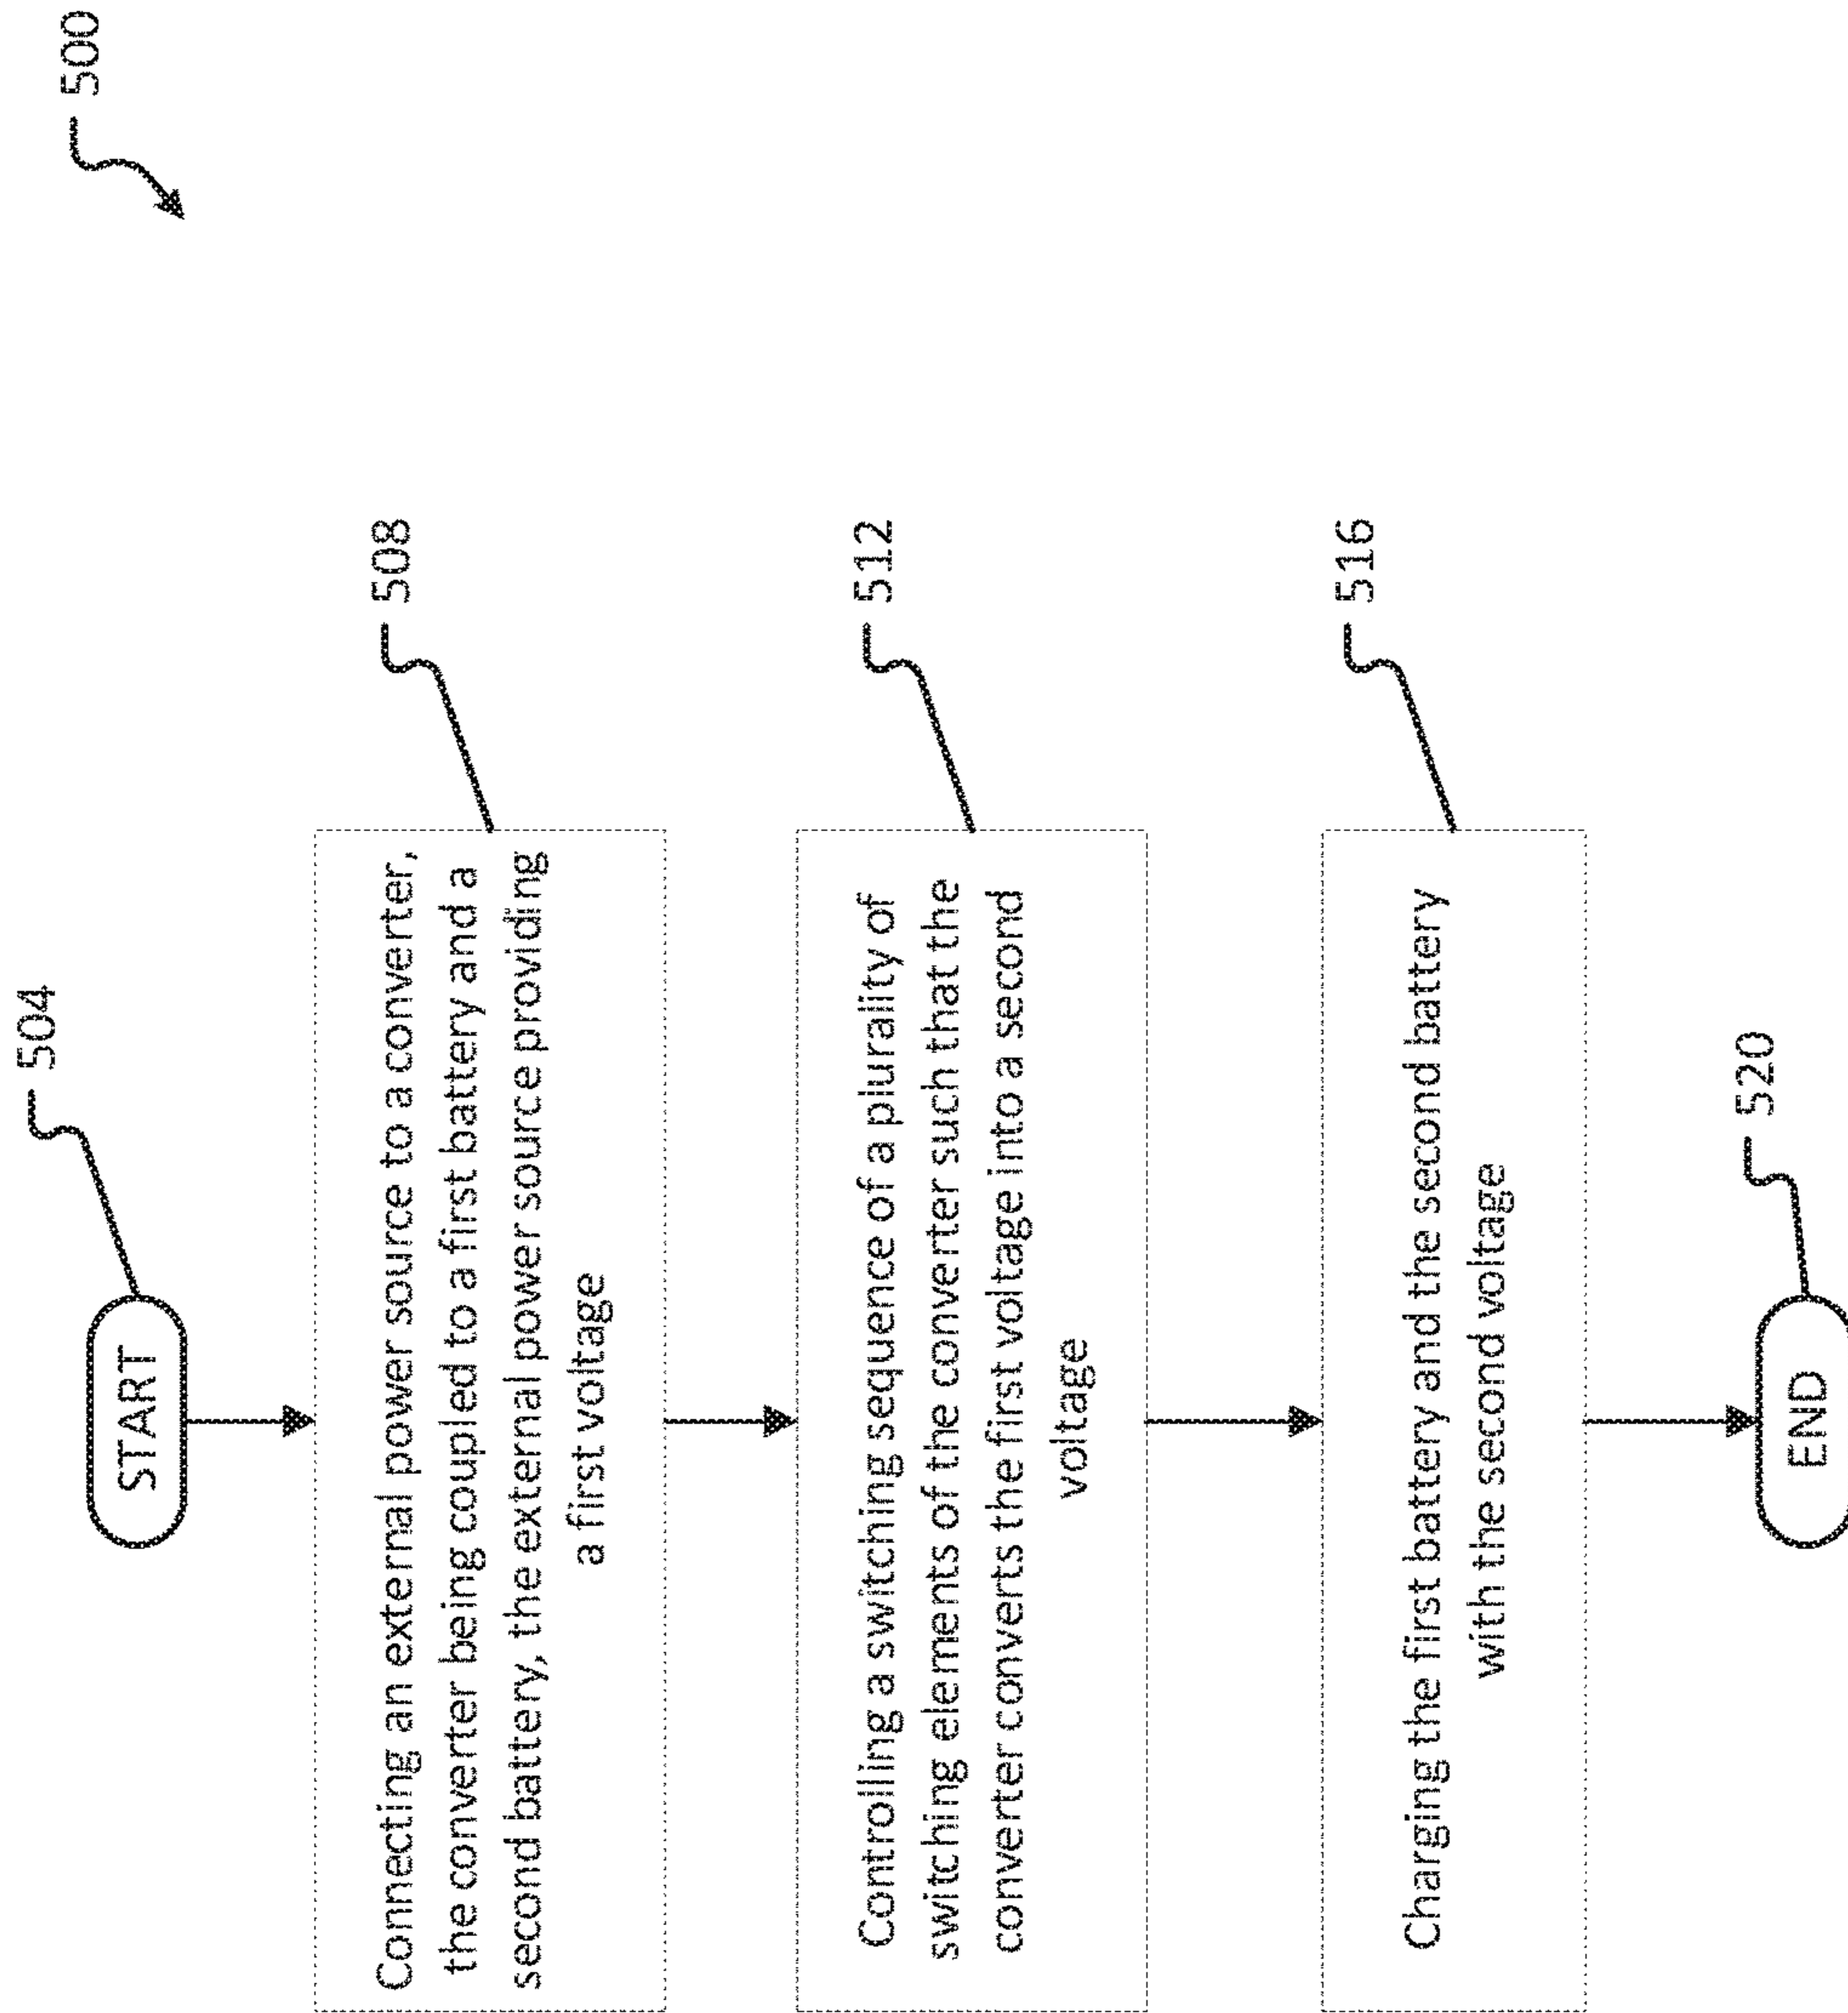 500
504
START
508
Connecting an external power source to a converter,
the converter being coupled to a first battery and a
second battery, the external power source providing
a first voltage
512
Controlling a switching sequence of a plurality of
switching elements of the converter such that the
converter converts the first voltage into a second
voltage
516
Charging the first battery and the second battery
with the second voltage
520
END